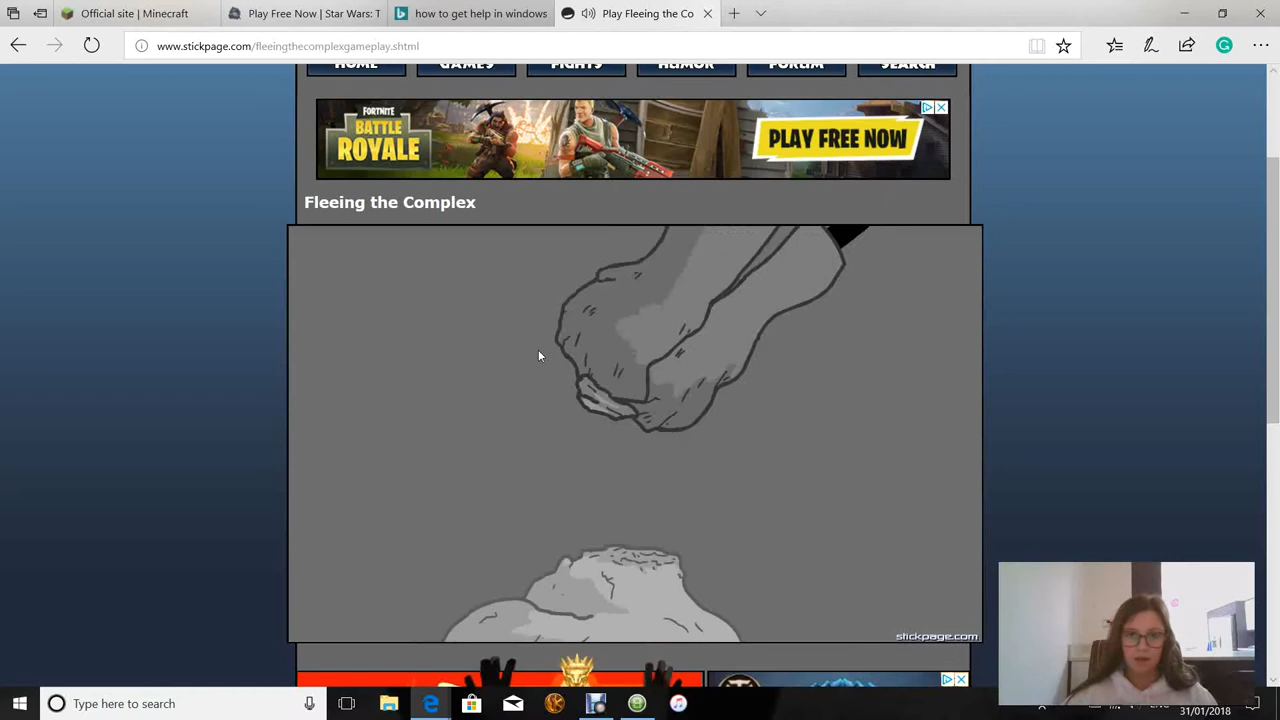 Official site | Minecraft
Play Free Now | Star Wars: T
how to get help in windows
Play Fleeing the Co
www.stickpage.com/fleeingthecomplexgameplay.shtml
HOME GAMES FIGHTS HUMOR FORUM SEARCH
FORTNITE
BATTLE
ROYALE
PLAY FREE NOW
Fleeing the Complex
stickpage.com
Type here to search
31/01/2018